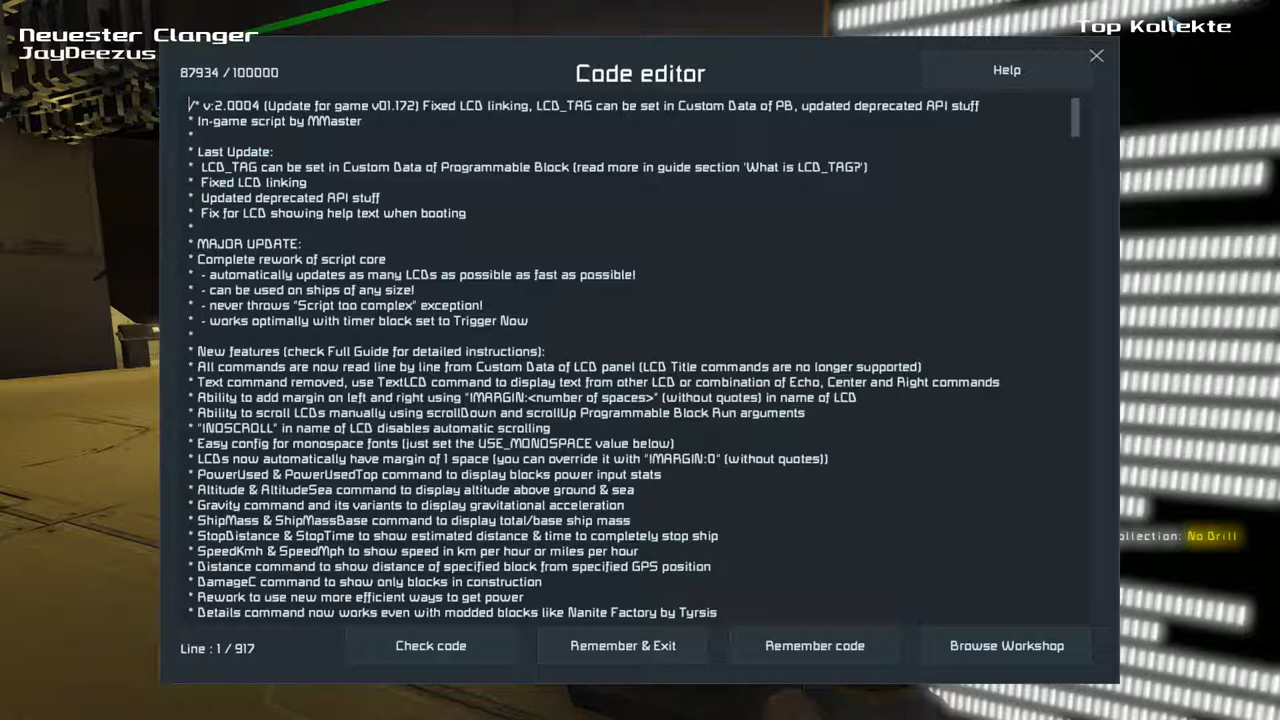 Neuester Clanger
JayDeezus
Top Kollekte
87934 / 100000
Code editor
Help
/* v:2.0004 (Update for game v01.172) Fixed LCD linking, LCD_TAG can be set in Custom Data of PB, updated deprecated API stuff
* In-game script by MMaster
*
* Last Update:
* LCD_TAG can be set in Custom Data of Programmable Block (read more in guide section 'What is LCD_TAG?')
* Fixed LCD linking
* Updated deprecated API stuff
* Fix for LCD showing help text when booting
*
* MAJOR UPDATE:
* Complete rework of script core
* - automatically updates as many LCDs as possible as fast as possible!
* - can be used on ships of any size!
* - never throws "Script too complex" exception!
* - works optimally with timer block set to Trigger Now
*
* New features (check Full Guide for detailed instructions):
* All commands are now read line by line from Custom Data of LCD panel (LCD Title commands are no longer supported)
* Text command removed, use TextLCD command to display text from other LCD or combination of Echo, Center and Right commands
* Ability to add margin on left and right using "!MARGIN:<number of spaces>" (without quotes) in name of LCD
* Ability to scroll LCDs manually using scrollDown and scrollUp Programmable Block Run arguments
* "!NOSCROLL" in name of LCD disables automatic scrolling
* Easy config for monospace fonts (just set the USE_MONOSPACE value below)
* LCDs now automatically have margin of 1 space (you can override it with "!MARGIN:0" (without quotes))
* PowerUsed & PowerUsedTop command to display blocks power input stats
* Altitude & AltitudeSea command to display altitude above ground & sea
* Gravity command and its variants to display gravitational acceleration
* ShipMass & ShipMassBase command to display total/base ship mass
* StopDistance & StopTime to show estimated distance & time to completely stop ship
* SpeedKmh & SpeedMph to show speed in km per hour or miles per hour
* Distance command to show distance of specified block from specified GPS position
* DamageC command to show only blocks in construction
* Rework to use new more efficient ways to get power
* Details command now works even with modded blocks like Nanite Factory by Tyrsis
ollection: No Drill
Line : 1 / 917
Check code
Remember & Exit
Remember code
Browse Workshop